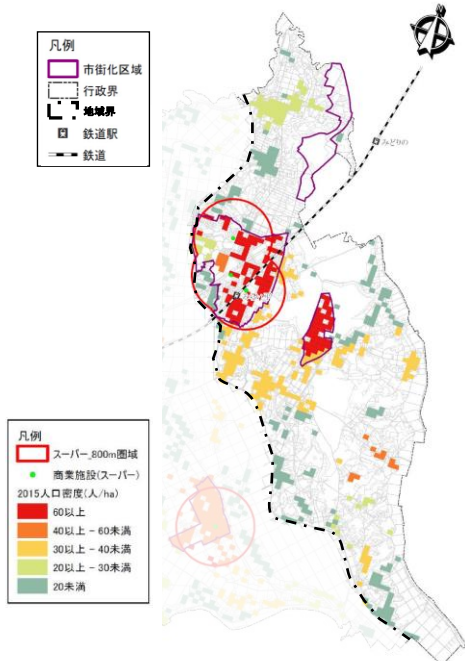 凡例
市街化区域
行政界
地域界
鉄道駅
鉄道
みどりの
凡例
スーパー_800m圏域
商業施設(スーパー)
2015人口密度(人/ha)
60以上
40以上 - 60未満
30以上 - 40未満
20以上 - 30未満
20未満